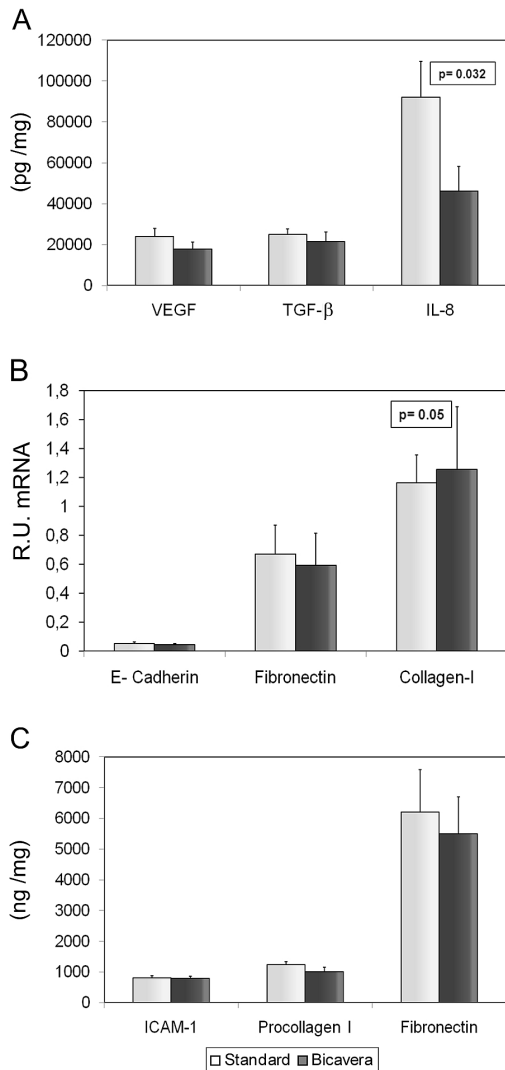 A
(pg /mg)
120000
100000
80000
60000
40000
20000
0
p= 0.032
VEGF TGF-β IL-8
B
R.U. mRNA
1,8
1,6
1,4
1,2
1
0,8
0,6
0,4
0,2
0
p= 0.05
E- Cadherin Fibronectin Collagen-I
C
(ng /mg)
8000
7000
6000
5000
4000
3000
2000
1000
0
ICAM-1 Procollagen I Fibronectin
Standard Bicavera